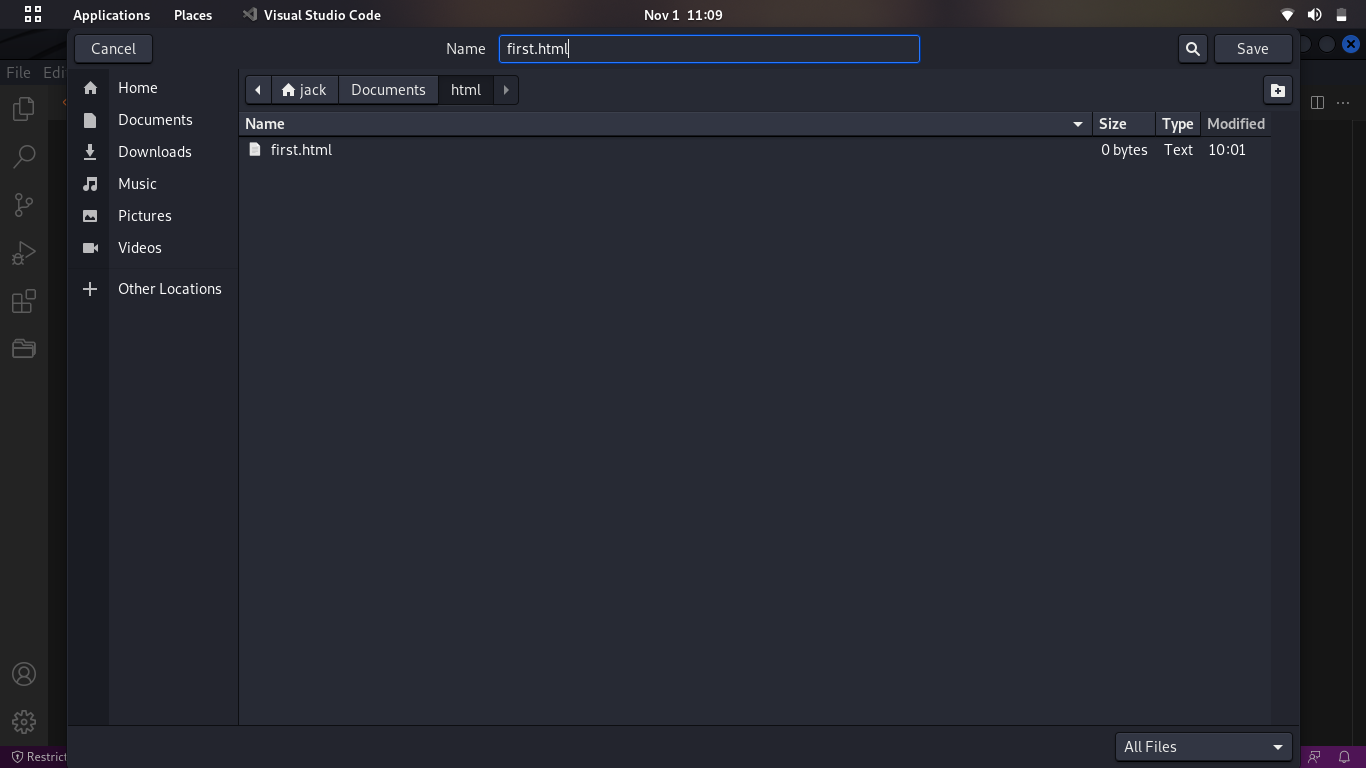 Applications Places Visual Studio Code Nov 1 11:09
Cancel Name first.html Save
File Edi
Home
Documents
Downloads
Music
Pictures
Videos
Other Locations
jack Documents html
Name Size Type Modified
first.html 0 bytes Text 10:01
All Files
Restrict